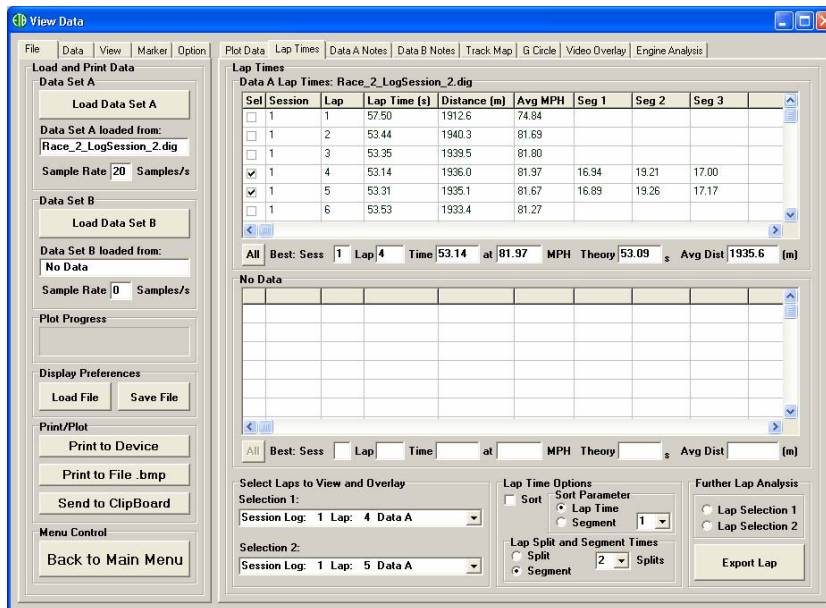 ETB View Data
File Data View Marker Option
Load and Print Data
Data Set A
Load Data Set A
Data Set A loaded from:
Race_2_LogSession_2.dig
Sample Rate 20 Samples/s
Data Set B
Load Data Set B
Data Set B loaded from:
No Data
Sample Rate 0 Samples/s
Plot Progress
Display Preferences
Load File Save File
Print/Plot
Print to Device
Print to File .bmp
Send to ClipBoard
Menu Control
Back to Main Menu
Plot Data Lap Times Data A Notes Data B Notes Track Map G Circle Video Overlay Engine Analysis
Lap Times
Data A Lap Times: Race_2_LogSession_2.dig
Sel Session Lap Lap Time (s) Distance (m) Avg MPH Seg 1 Seg 2 Seg 3
1 1 57.50 1912.6 74.84
1 2 53.44 1940.3 81.69
1 3 53.35 1939.5 81.80
1 4 53.14 1936.0 81.97 16.94 19.21 17.00
1 5 53.31 1935.1 81.67 16.89 19.26 17.17
1 6 53.53 1933.4 81.27
All Best: Sess 1 Lap 4 Time 53.14 at 81.97 MPH Theory 53.09 s Avg Dist 1935.6 (m)
No Data
All Best: Sess Lap Time at MPH Theory s Avg Dist (m)
Select Laps to View and Overlay
Selection 1:
Session Log: 1 Lap: 4 Data A
Selection 2:
Session Log: 1 Lap: 5 Data A
Lap Time Options
Sort
Sort Parameter
Lap Time
Segment 1
Lap Split and Segment Times
Split
Segment
2 Splits
Further Lap Analysis
Lap Selection 1
Lap Selection 2
Export Lap